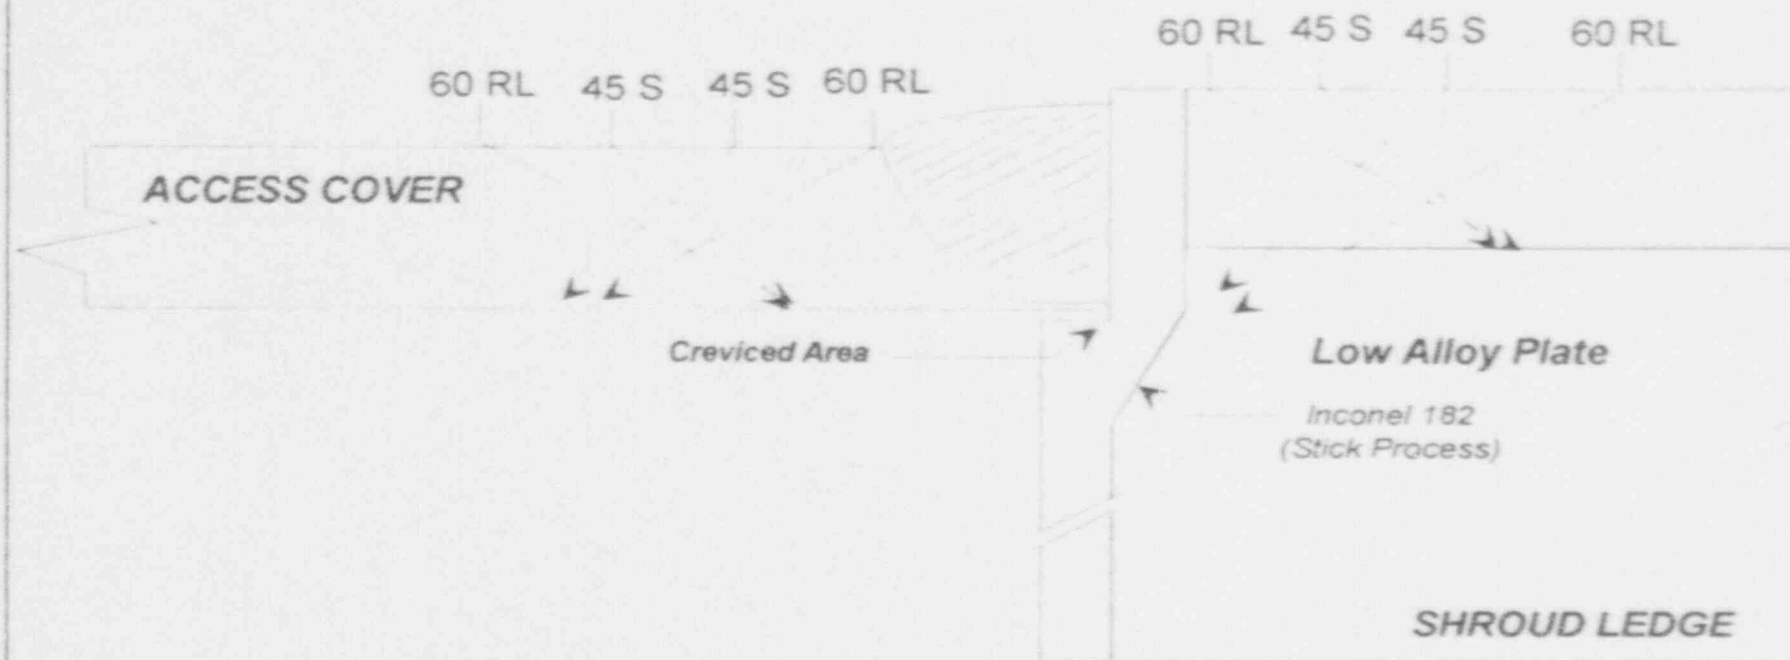 60 RL 45 S 45 S 60 RL
60 RL 45 S 45 S 60 RL
ACCESS COVER
Creviced Area
Low Alloy Plate
Inconel 182
(Stick Process)
SHROUD LEDGE